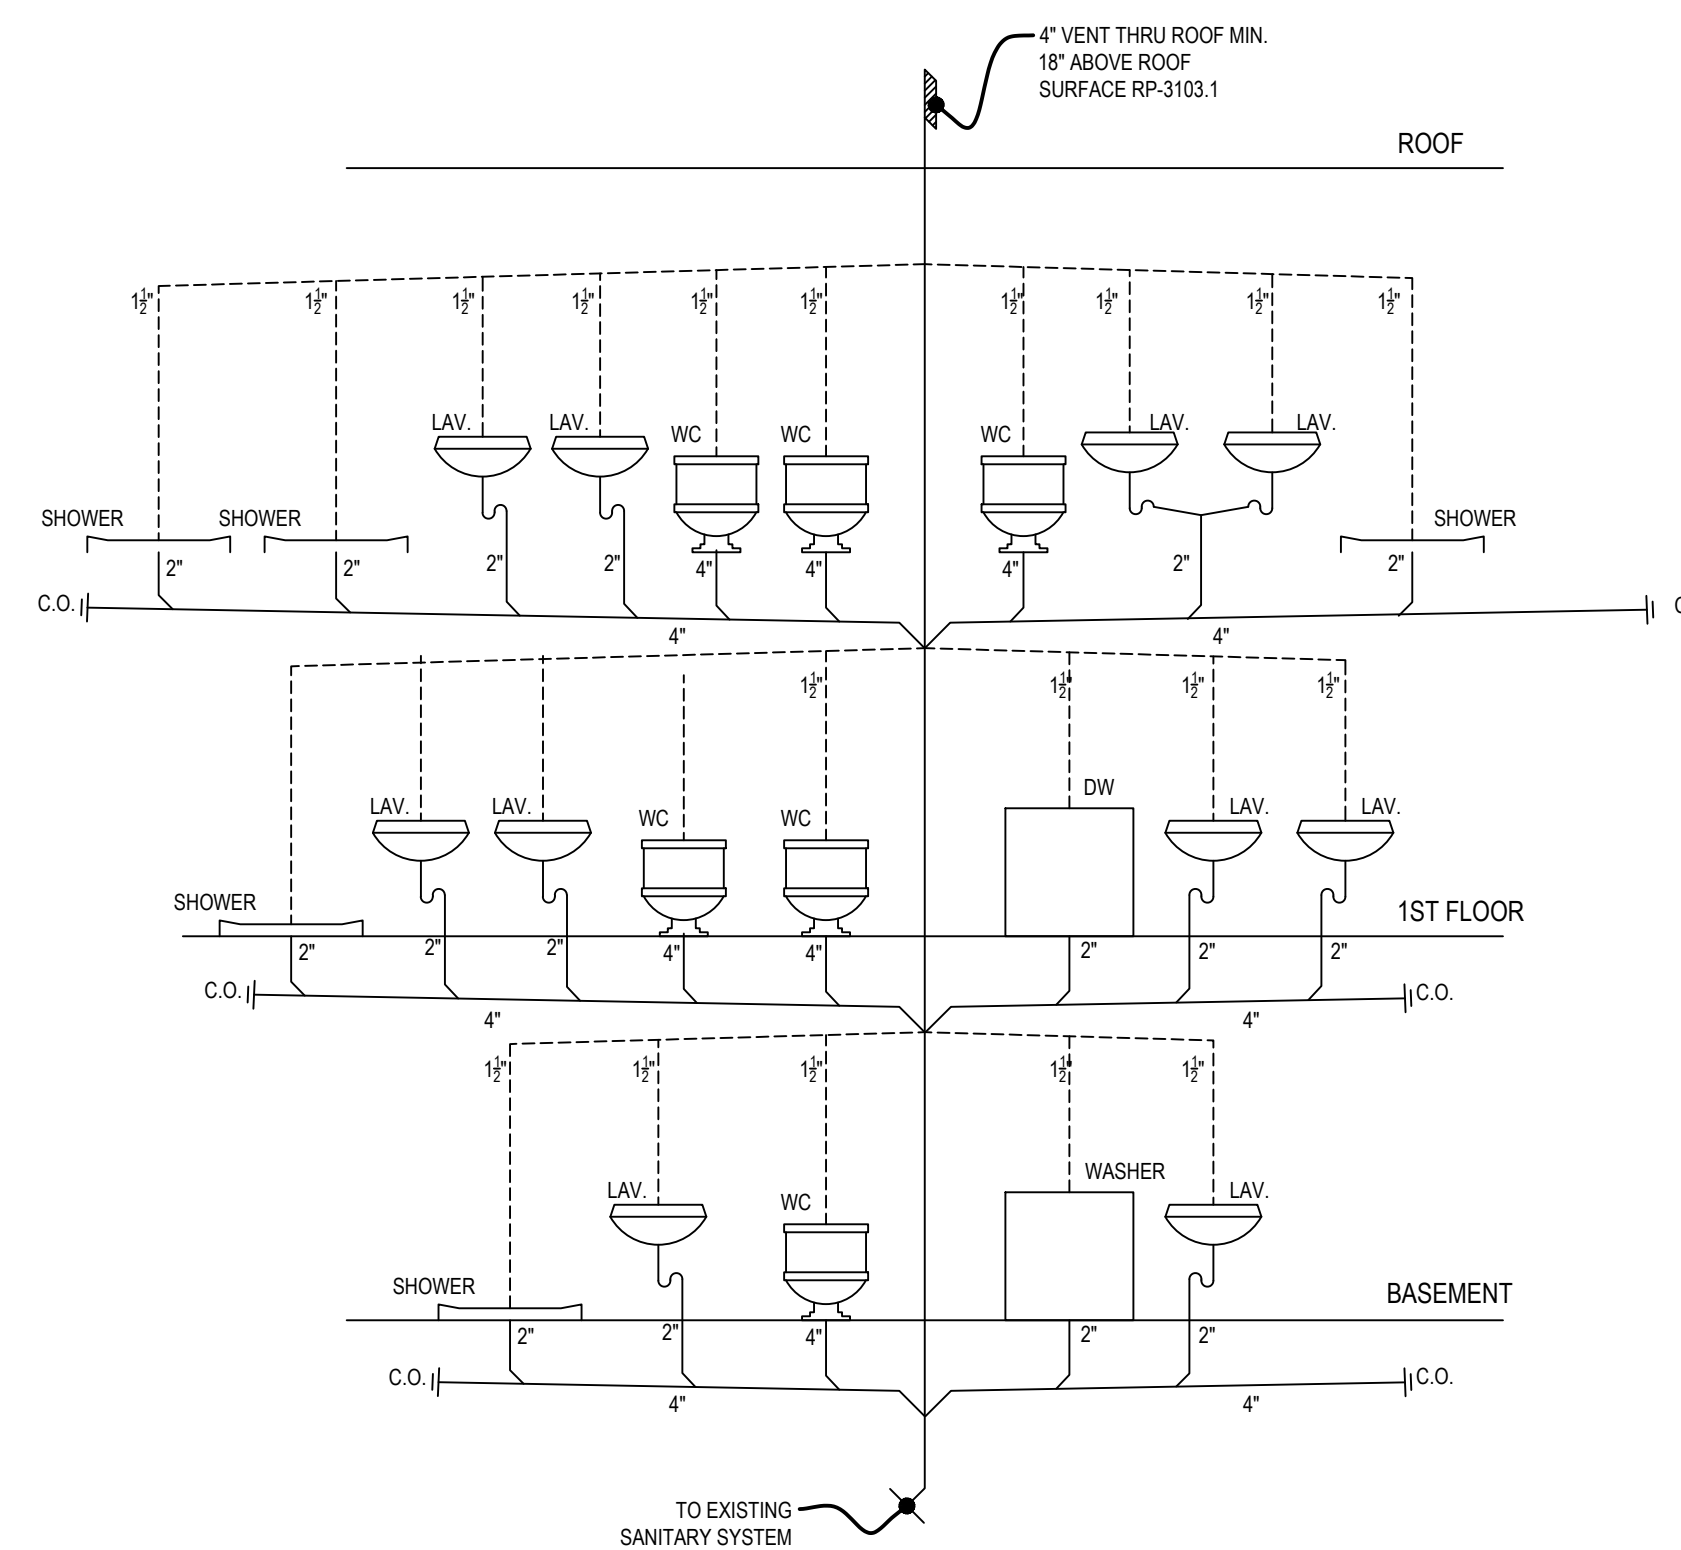 4" VENT THRU ROOF MIN.
18" ABOVE ROOF
SURFACE RP-3103.1
ROOF
1½" 1½" 1½" 1½" 1½" 1½" 1½" 1½" 1½" 1½"
LAV. LAV. WC WC WC LAV. LAV.
SHOWER SHOWER SHOWER
2" 2" 2" 2" 4" 4" 4" 2" 2"
C.O. C
4" 4"
1½" 1½" 1½" 1½"
DW
LAV. LAV. WC WC LAV. LAV.
SHOWER 1ST FLOOR
2" 2" 2" 4" 4" 2" 2" 2"
C.O. C.O.
4" 4"
1½" 1½" 1½" 1½" 1½"
WASHER
LAV. WC LAV.
SHOWER BASEMENT
2" 2" 4" 2" 2"
C.O. C.O.
4" 4"
TO EXISTING
SANITARY SYSTEM